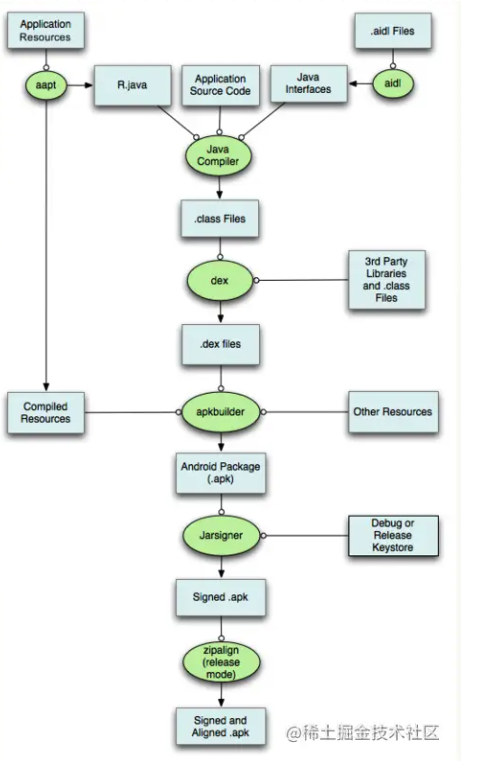 Application
Resources
.aidl Files
aapt
R.java
Application
Source Code
Java
Interfaces
aidl
Java
Compiler
.class Files
dex
3rd Party
Libraries
and .class
Files
.dex files
Compiled
Resources
apkbuilder
Other Resources
Android Package
(.apk)
Jarsigner
Debug or
Release
Keystore
Signed .apk
zipalign
(release
mode)
Signed and
Aligned .apk
@稀土掘金技术社区